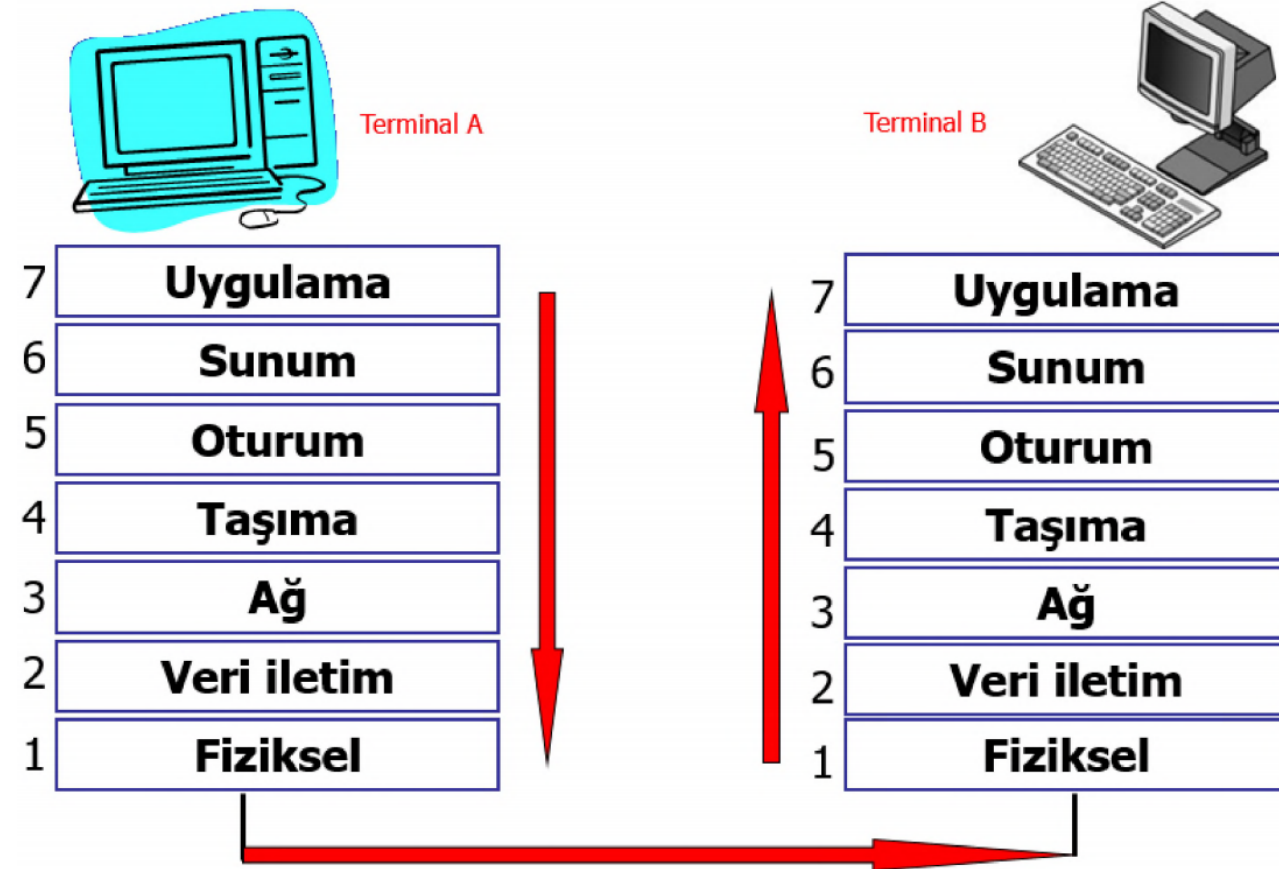 Terminal A
Terminal B
7 Uygulama
6 Sunum
5 Oturum
4 Taşıma
3 Ağ
2 Veri iletim
1 Fiziksel
7 Uygulama
6 Sunum
5 Oturum
4 Taşıma
3 Ağ
2 Veri iletim
1 Fiziksel